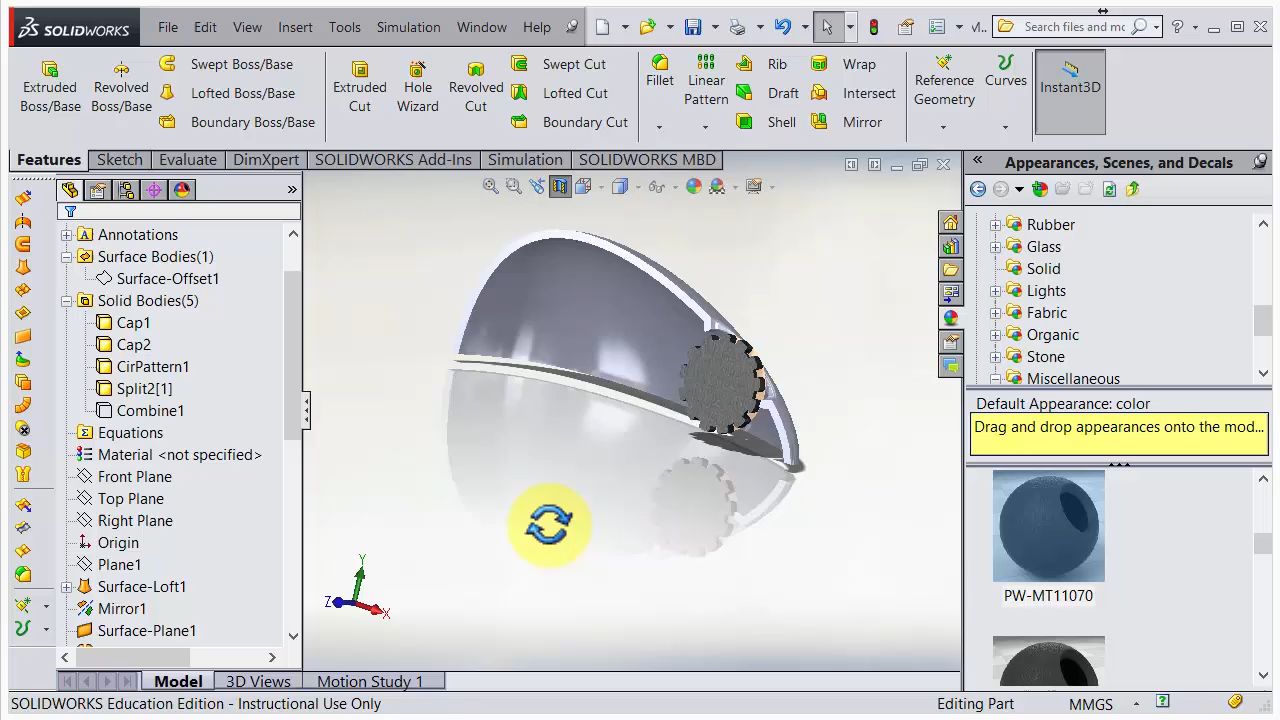 SOLIDWORKS File Edit View Insert Tools Simulation Window Help Search files and mo
Extruded Boss/Base
Revolved Boss/Base
Swept Boss/Base
Lofted Boss/Base
Boundary Boss/Base
Extruded Cut
Hole Wizard
Revolved Cut
Swept Cut
Lofted Cut
Boundary Cut
Fillet
Linear Pattern
Rib
Draft
Shell
Wrap
Intersect
Mirror
Reference Geometry
Curves
Instant3D
Features Sketch Evaluate DimXpert SOLIDWORKS Add-Ins Simulation SOLIDWORKS MBD
Annotations
Surface Bodies(1)
Surface-Offset1
Solid Bodies(5)
Cap1
Cap2
CirPattern1
Split2[1]
Combine1
Equations
Material <not specified>
Front Plane
Top Plane
Right Plane
Origin
Plane1
Surface-Loft1
Mirror1
Surface-Plane1
Y
Z
X
Appearances, Scenes, and Decals
Rubber
Glass
Solid
Lights
Fabric
Organic
Stone
Miscellaneous
Default Appearance: color
Drag and drop appearances onto the mod...
PW-MT11070
Model 3D Views Motion Study 1
SOLIDWORKS Education Edition - Instructional Use Only Editing Part MMGS